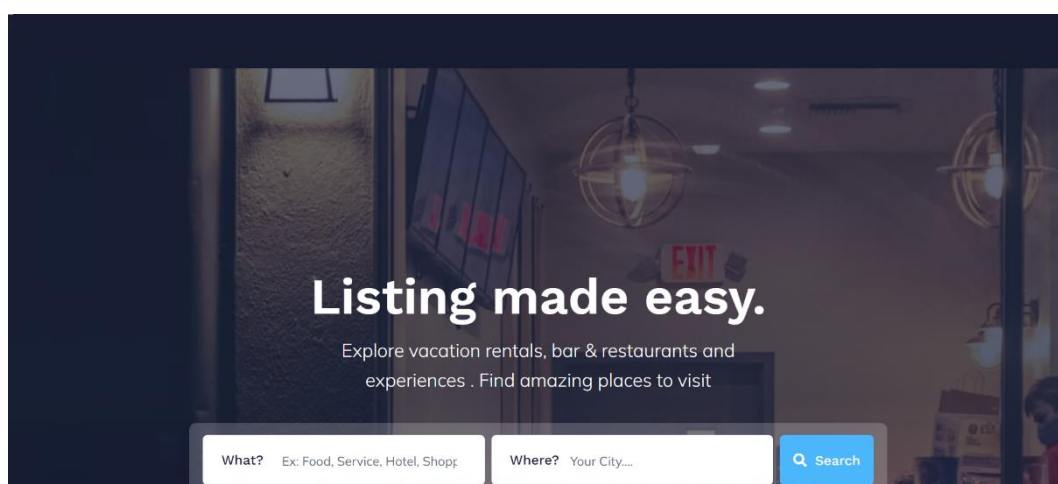 EXIT
Listing made easy.
Explore vacation rentals, bar & restaurants and
experiences . Find amazing places to visit
What? Ex: Food, Service, Hotel, Shopp
Where? Your City....
Search